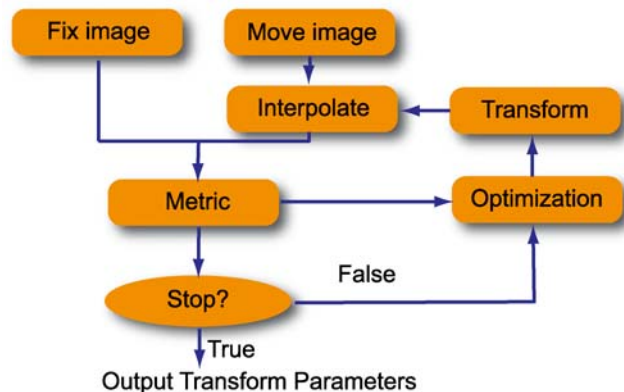 Fix image
Move image
Interpolate
Transform
Metric
Optimization
False
Stop?
True
Output Transform Parameters